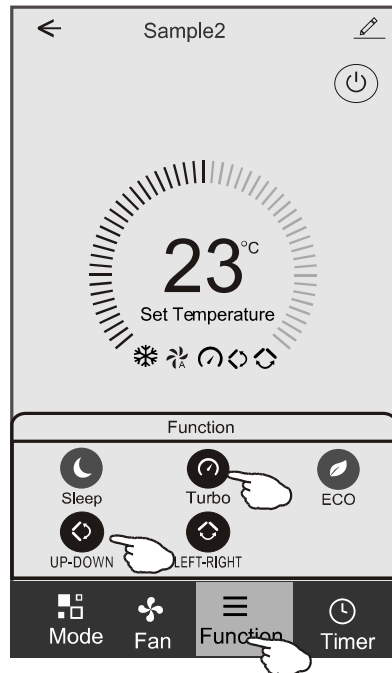 Sample2
23°C
Set Temperature
A
Function
Sleep Turbo ECO
UP-DOWN LEFT-RIGHT
Mode Fan Function Timer